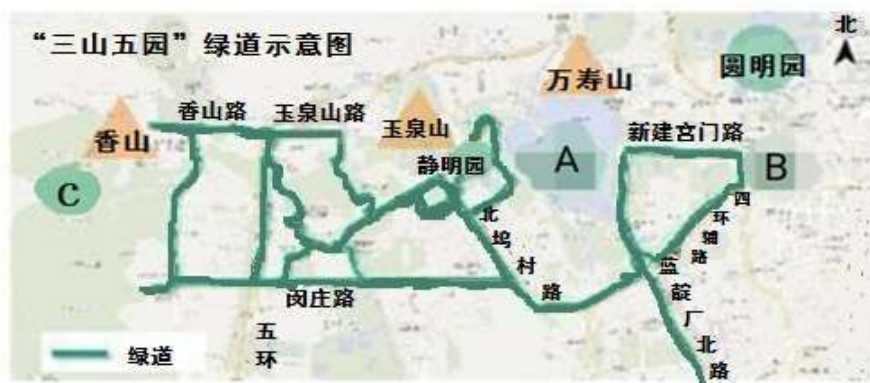 “三山五园”绿道示意图
北
万寿山
圆明园
香山路
玉泉山路
玉泉山
新建宫门路
香山
静明园
A
B
C
北坞村路
四环辅路
蓝靛厂北路
闵庄路
五环
绿道